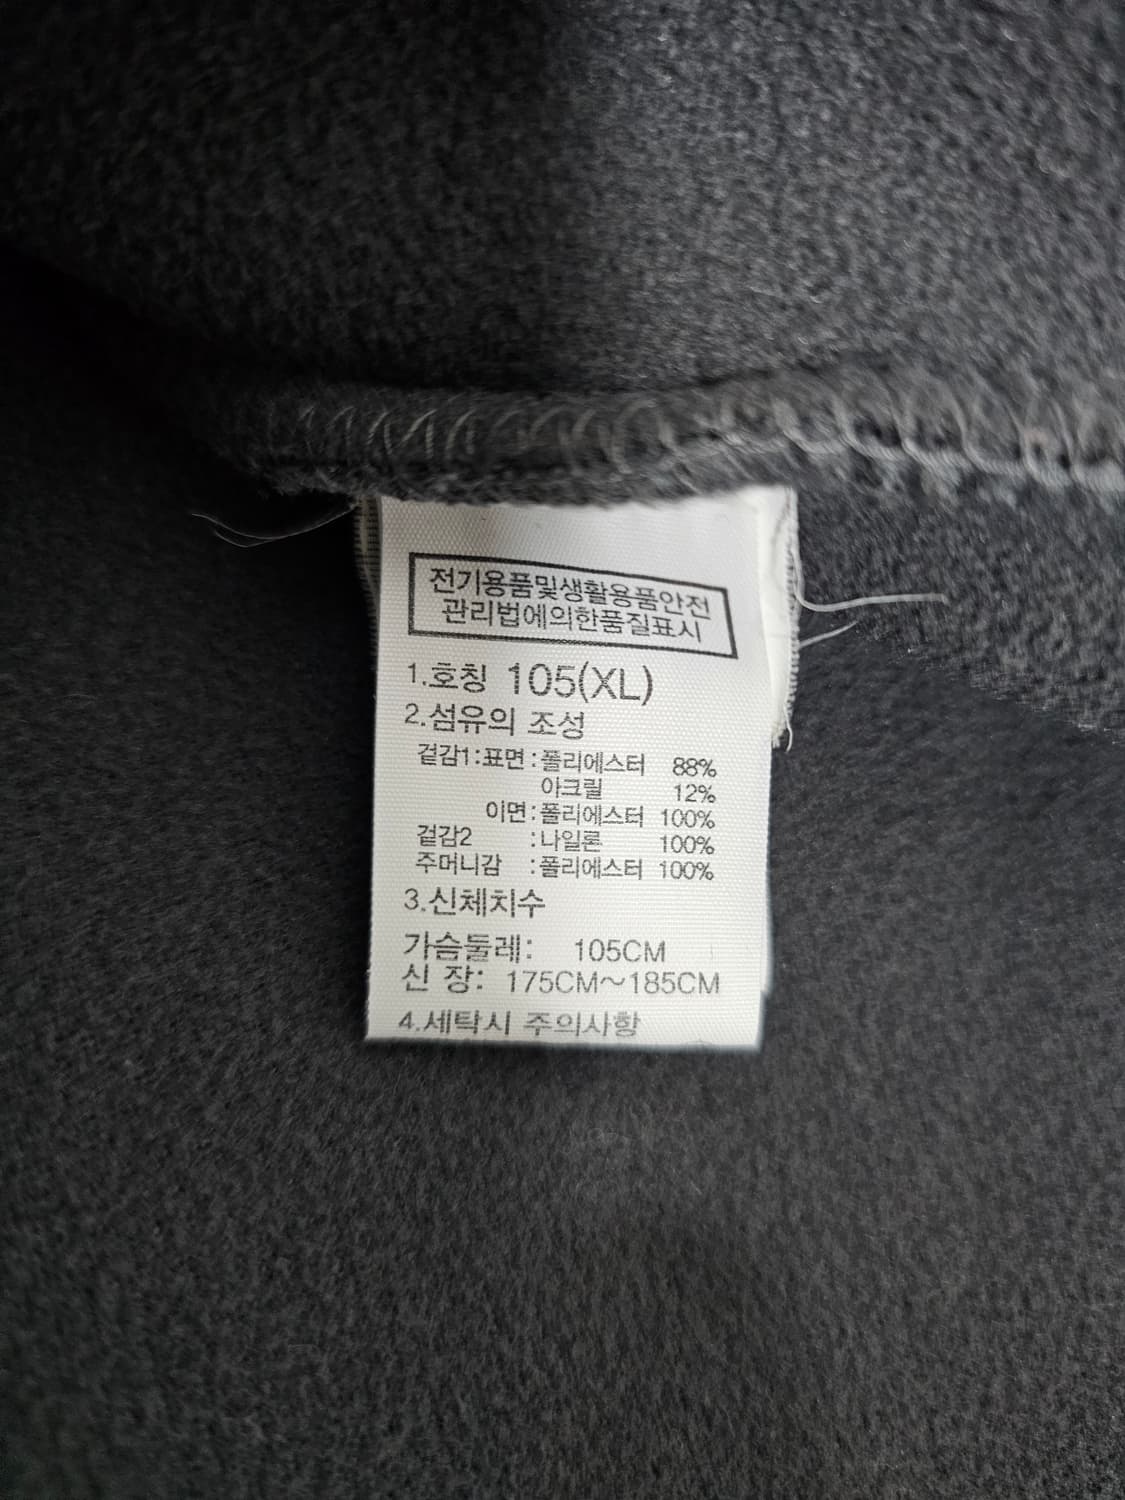 전기용품및생활용품안전
관리법에의한품질표시
1.호칭 105(XL)
2.섬유의 조성
겉감1:표면:폴리에스터 88%
아크릴 12%
이면:폴리에스터 100%
겉감2 :나일론 100%
주머니감 :폴리에스터 100%
3.신체치수
가슴둘레: 105CM
신 장: 175CM~185CM
4.세탁시 주의사항